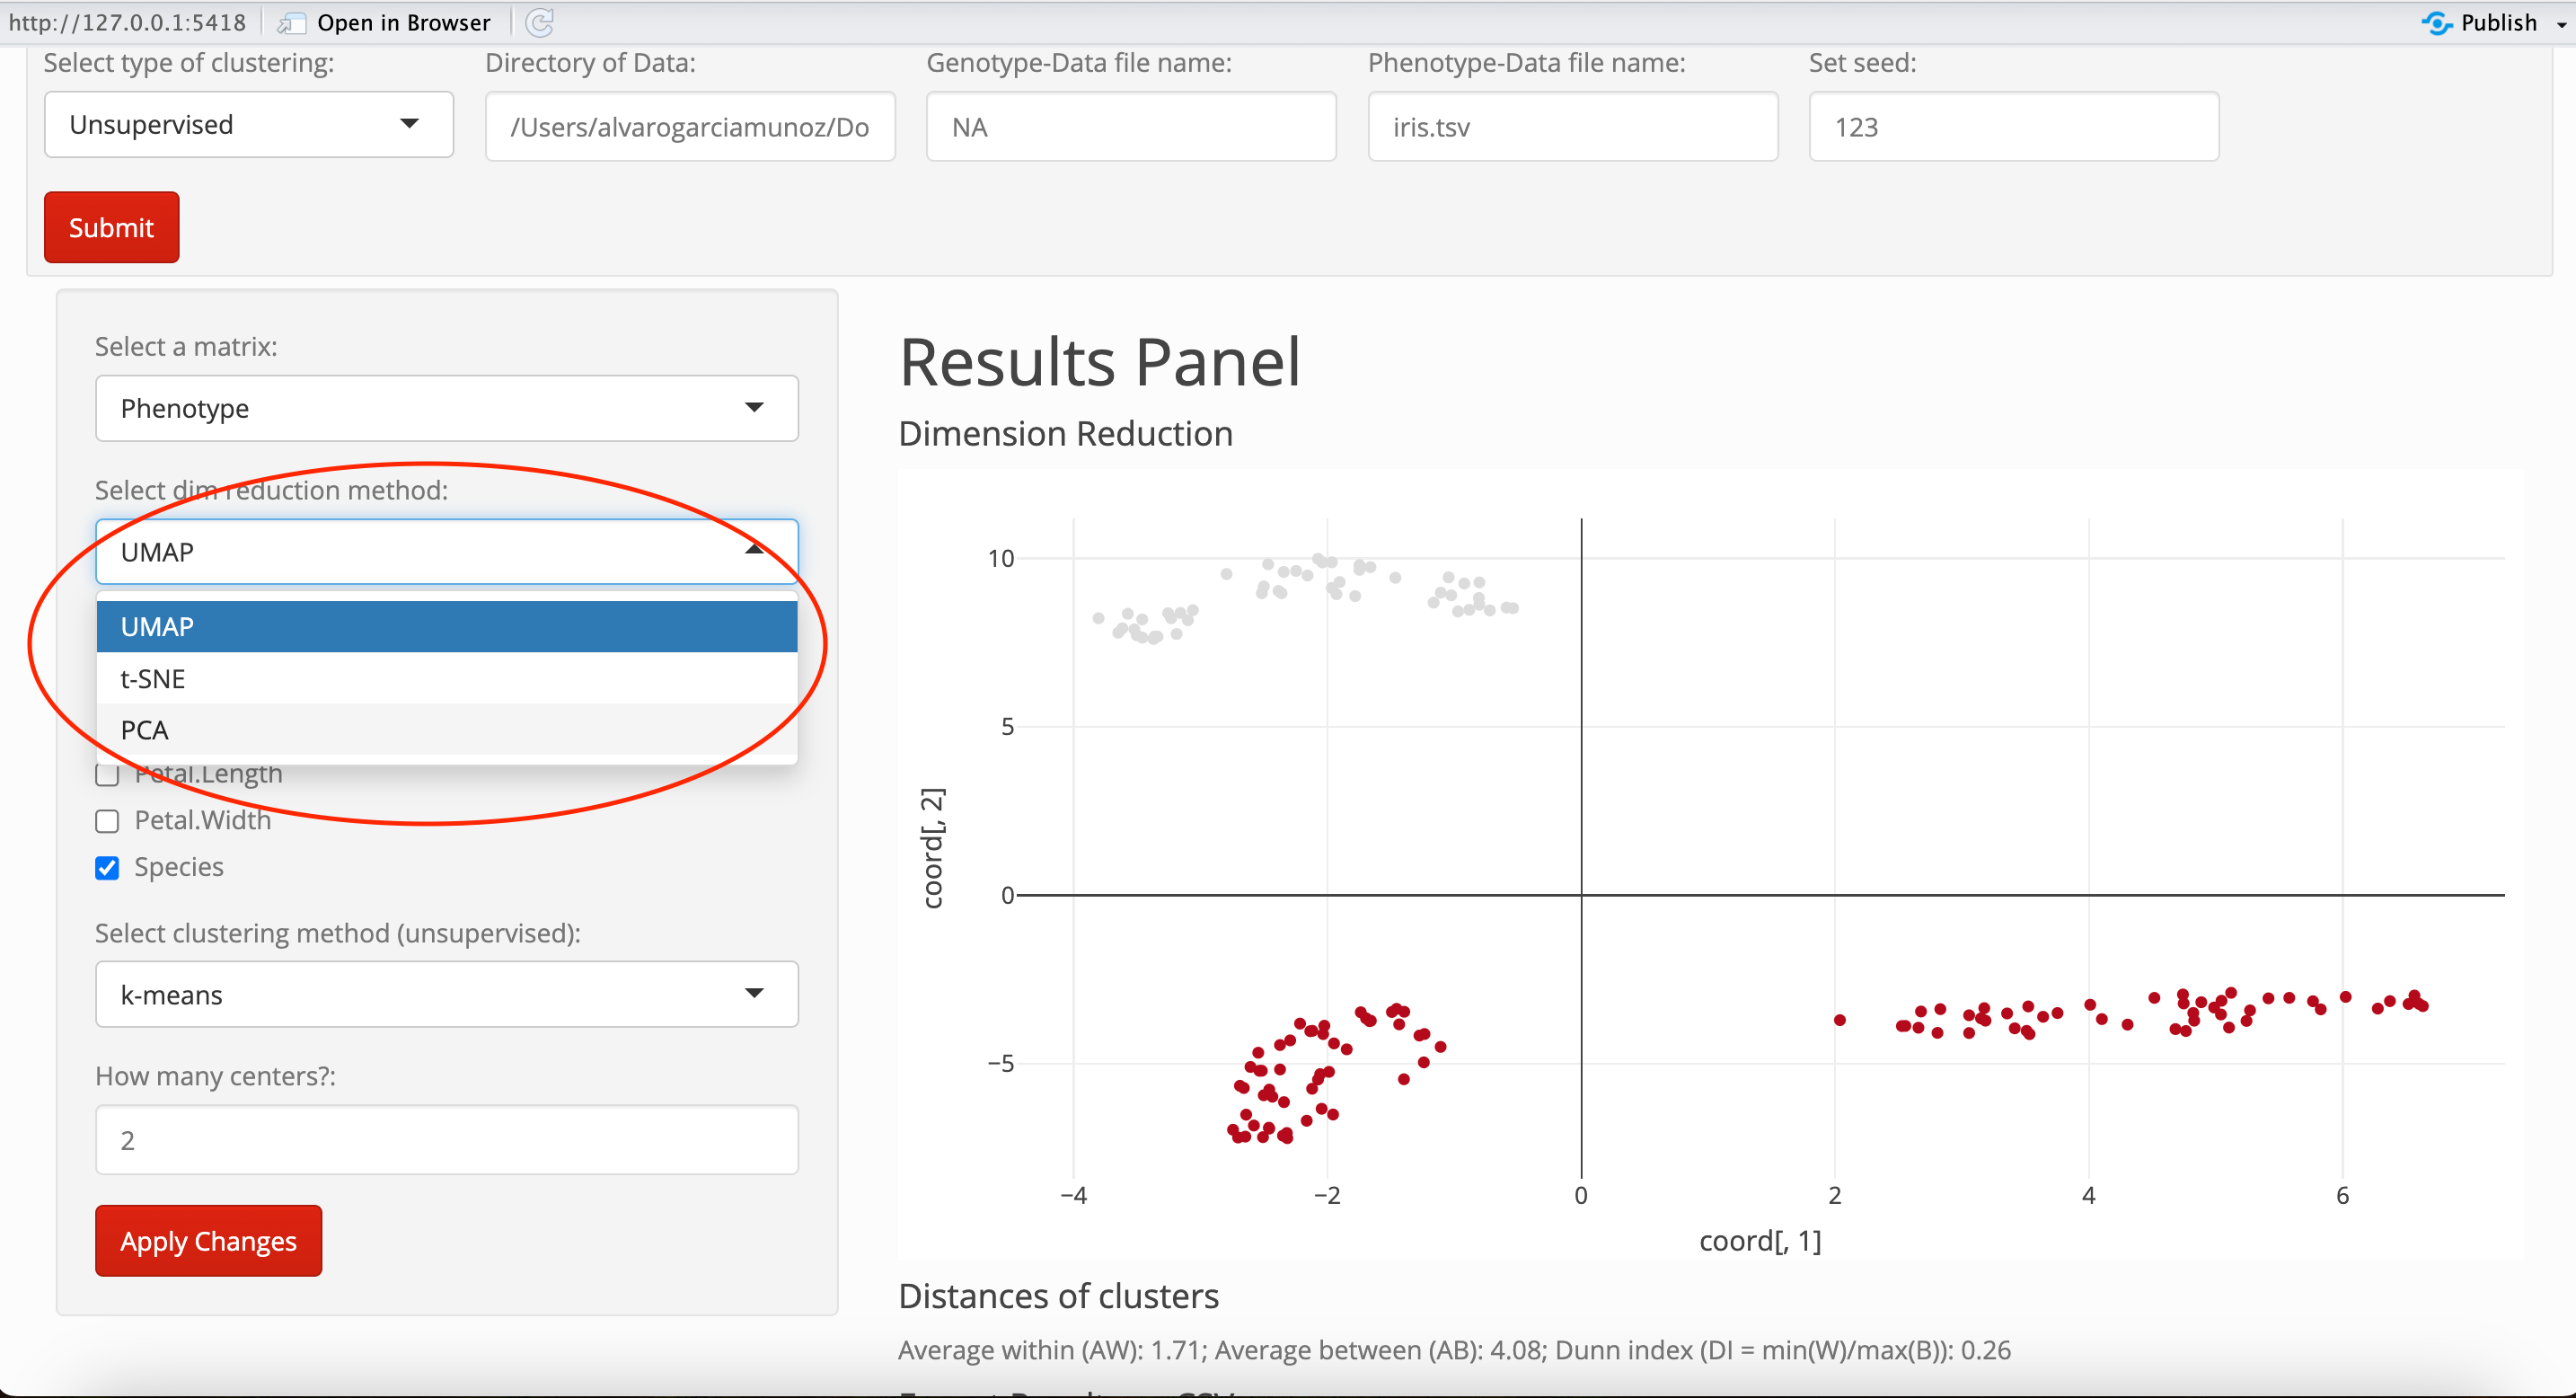 http://127.0.0.1:5418 Open in Browser Publish
Select type of clustering: Directory of Data: Genotype-Data file name: Phenotype-Data file name: Set seed:
Unsupervised /Users/alvarogarciamunoz/Do NA iris.tsv 123
Submit
Select a matrix:
Phenotype
Select dim reduction method:
UMAP
UMAP
t-SNE
PCA
Petal.Length
Petal.Width
Species
Select clustering method (unsupervised):
k-means
How many centers?:
2
Apply Changes
Results Panel
Dimension Reduction
10
5
0
−5
coord[, 2]
−4 −2 0 2 4 6
coord[, 1]
Distances of clusters
Average within (AW): 1.71; Average between (AB): 4.08; Dunn index (DI = min(W)/max(B)): 0.26